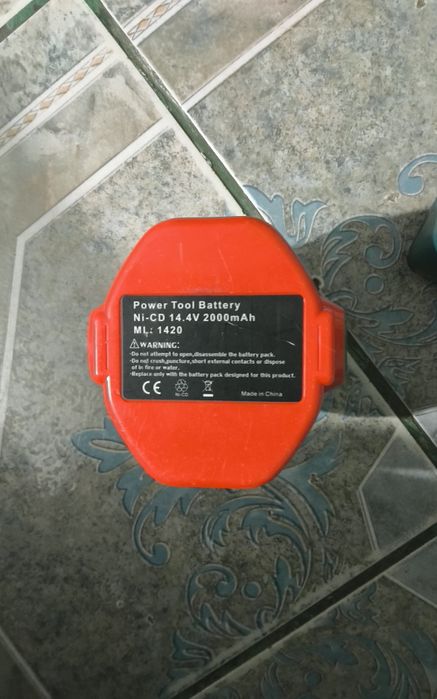 Power Tool Battery
Ni-CD 14.4V 2000mAh
ML: 1420
WARNING:
·Do not attempt to open,disassemble the battery pack.
·Do not crush,puncture,short external contacts or dispose
of in fire or water.
·Replace only with the battery pack designed for this product.
CE
Ni-CD
Made in China